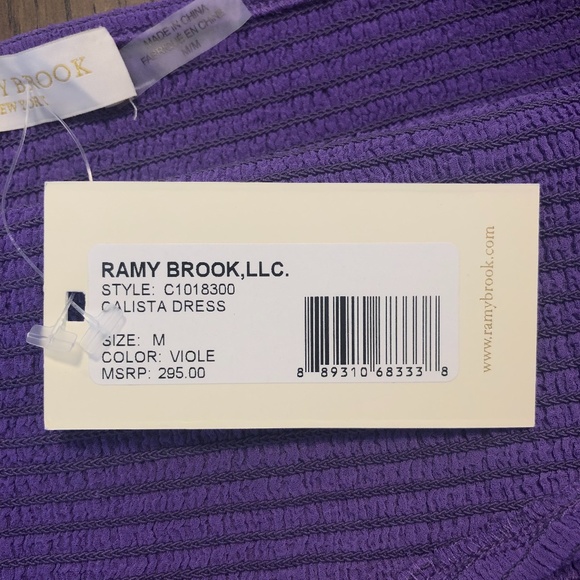 Y BROOK
NEW YORK
MADE IN CHINA
M/M
RAMY BROOK,LLC.
STYLE: C1018300
CALISTA DRESS
SIZE: M
COLOR: VIOLE
MSRP: 295.00
8 89310 68333 8
www.ramybrook.com